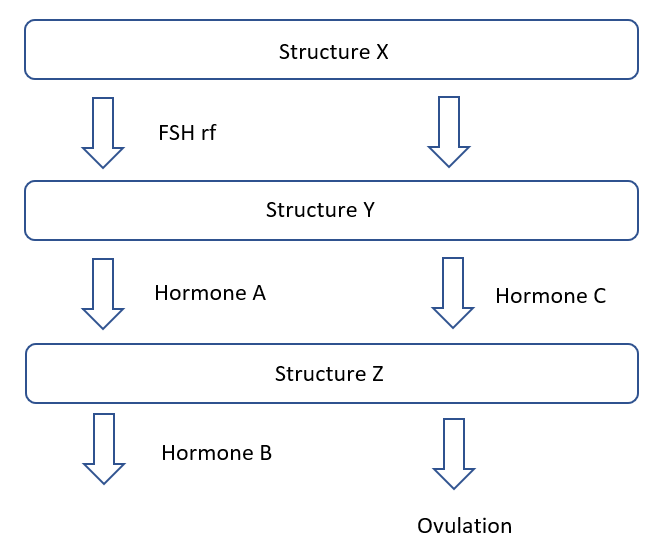 Structure X
FSH rf
Structure Y
Hormone A
Hormone C
Structure Z
Hormone B
Ovulation